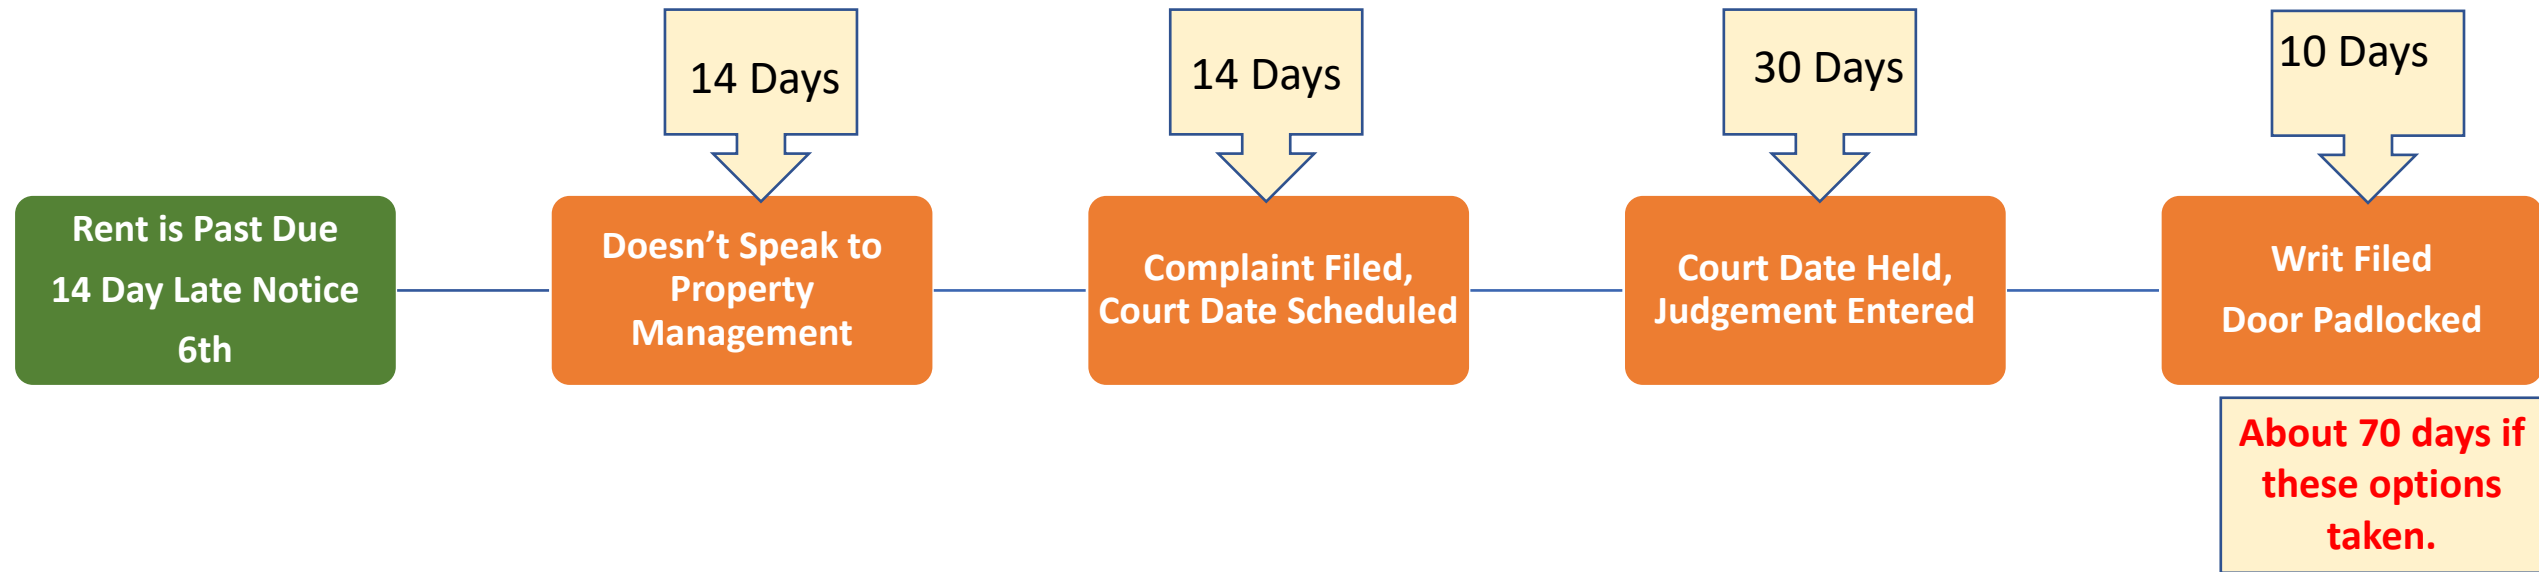 14 Days
14 Days
30 Days
10 Days
Rent is Past Due
14 Day Late Notice
6th
Doesn’t Speak to
Property
Management
Complaint Filed,
Court Date Scheduled
Court Date Held,
Judgement Entered
Writ Filed
Door Padlocked
About 70 days if
these options
taken.